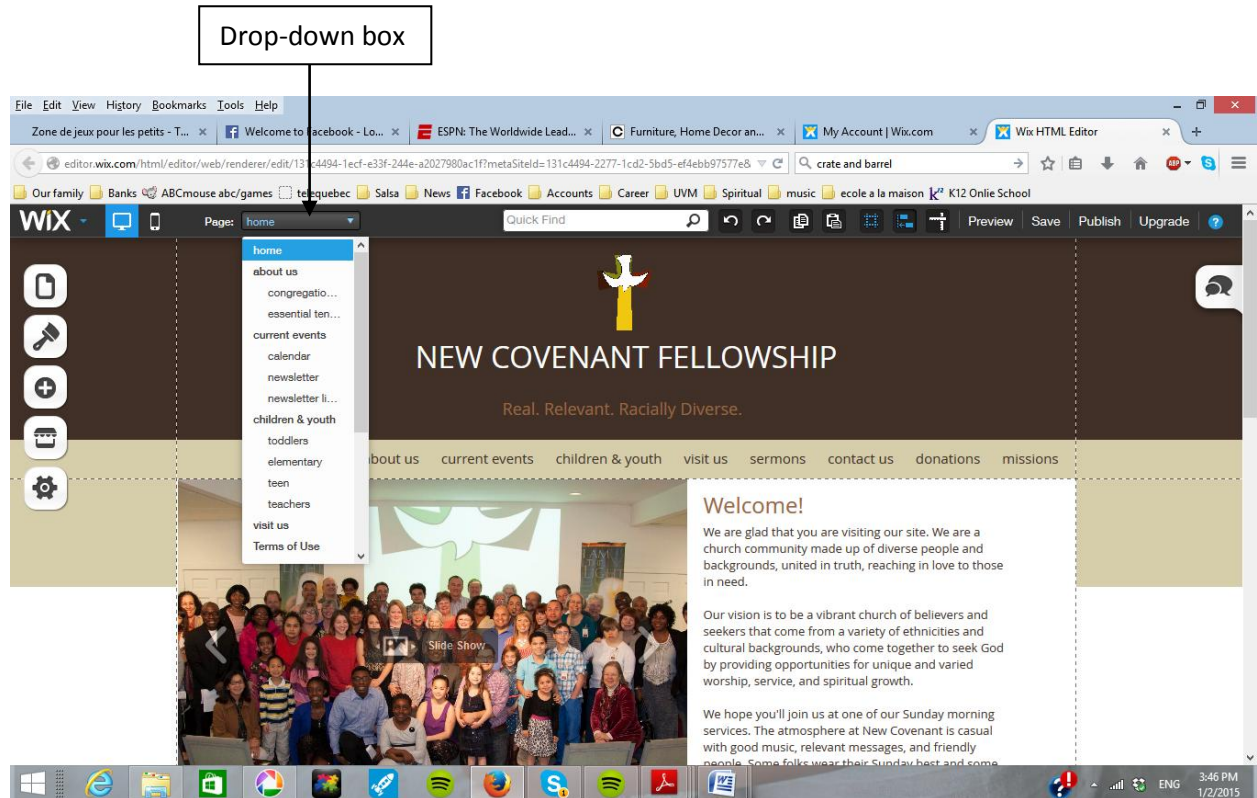 Drop-down box
File Edit View History Bookmarks Tools Help
Zone de jeux pour les petits - T... Welcome to Facebook - Lo... ESPN: The Worldwide Lead... Furniture, Home Decor an... My Account | Wix.com Wix HTML Editor
editor.wix.com/html/editor/web/renderer/edit/131c4494-1ecf-e33f-244e-a2027980ac1f?metaSiteId=131c4494-2277-1cd2-5bd5-ef4ebb97577e& crate and barrel
Our family Banks ABCmouse abc/games telequebec Salsa News Facebook Accounts Career UVM Spiritual music ecole a la maison K12 Onlie School
WiX Page: home Quick Find Preview Save Publish Upgrade ?
home
about us
congregatio...
essential ten...
current events
calendar
newsletter
newsletter li...
children & youth
toddlers
elementary
teen
teachers
visit us
Terms of Use
NEW COVENANT FELLOWSHIP
Real. Relevant. Racially Diverse.
bout us current events children & youth visit us sermons contact us donations missions
Slide Show
Welcome!
We are glad that you are visiting our site. We are a
church community made up of diverse people and
backgrounds, united in truth, reaching in love to those
in need.
Our vision is to be a vibrant church of believers and
seekers that come from a variety of ethnicities and
cultural backgrounds, who come together to seek God
by providing opportunities for unique and varied
worship, service, and spiritual growth.
We hope you'll join us at one of our Sunday morning
services. The atmosphere at New Covenant is casual
with good music, relevant messages, and friendly
people. Some folks wear their Sunday best and some
ENG 3:46 PM
1/2/2015